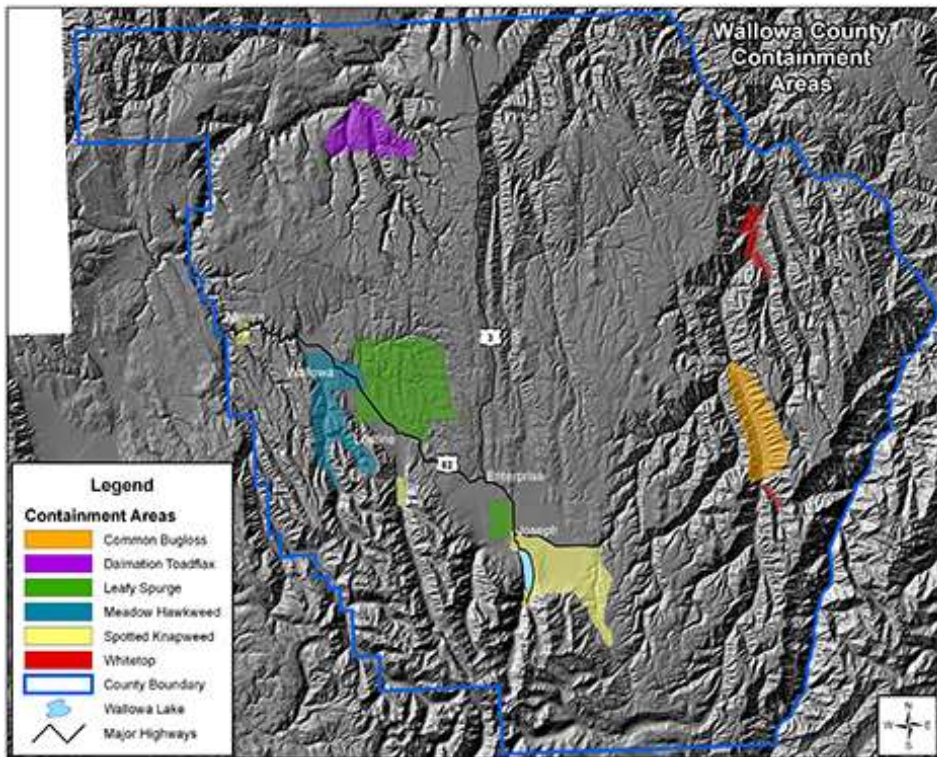 Wallowa County
Containment
Areas
3
Wallowa
82
Enterprise
Joseph
Legend
Containment Areas
Common Bugloss
Dalmation Toadflax
Leafy Spurge
Meadow Hawkweed
Spotted Knapweed
Whitetop
County Boundary
Wallowa Lake
Major Highways
N
W
E
S